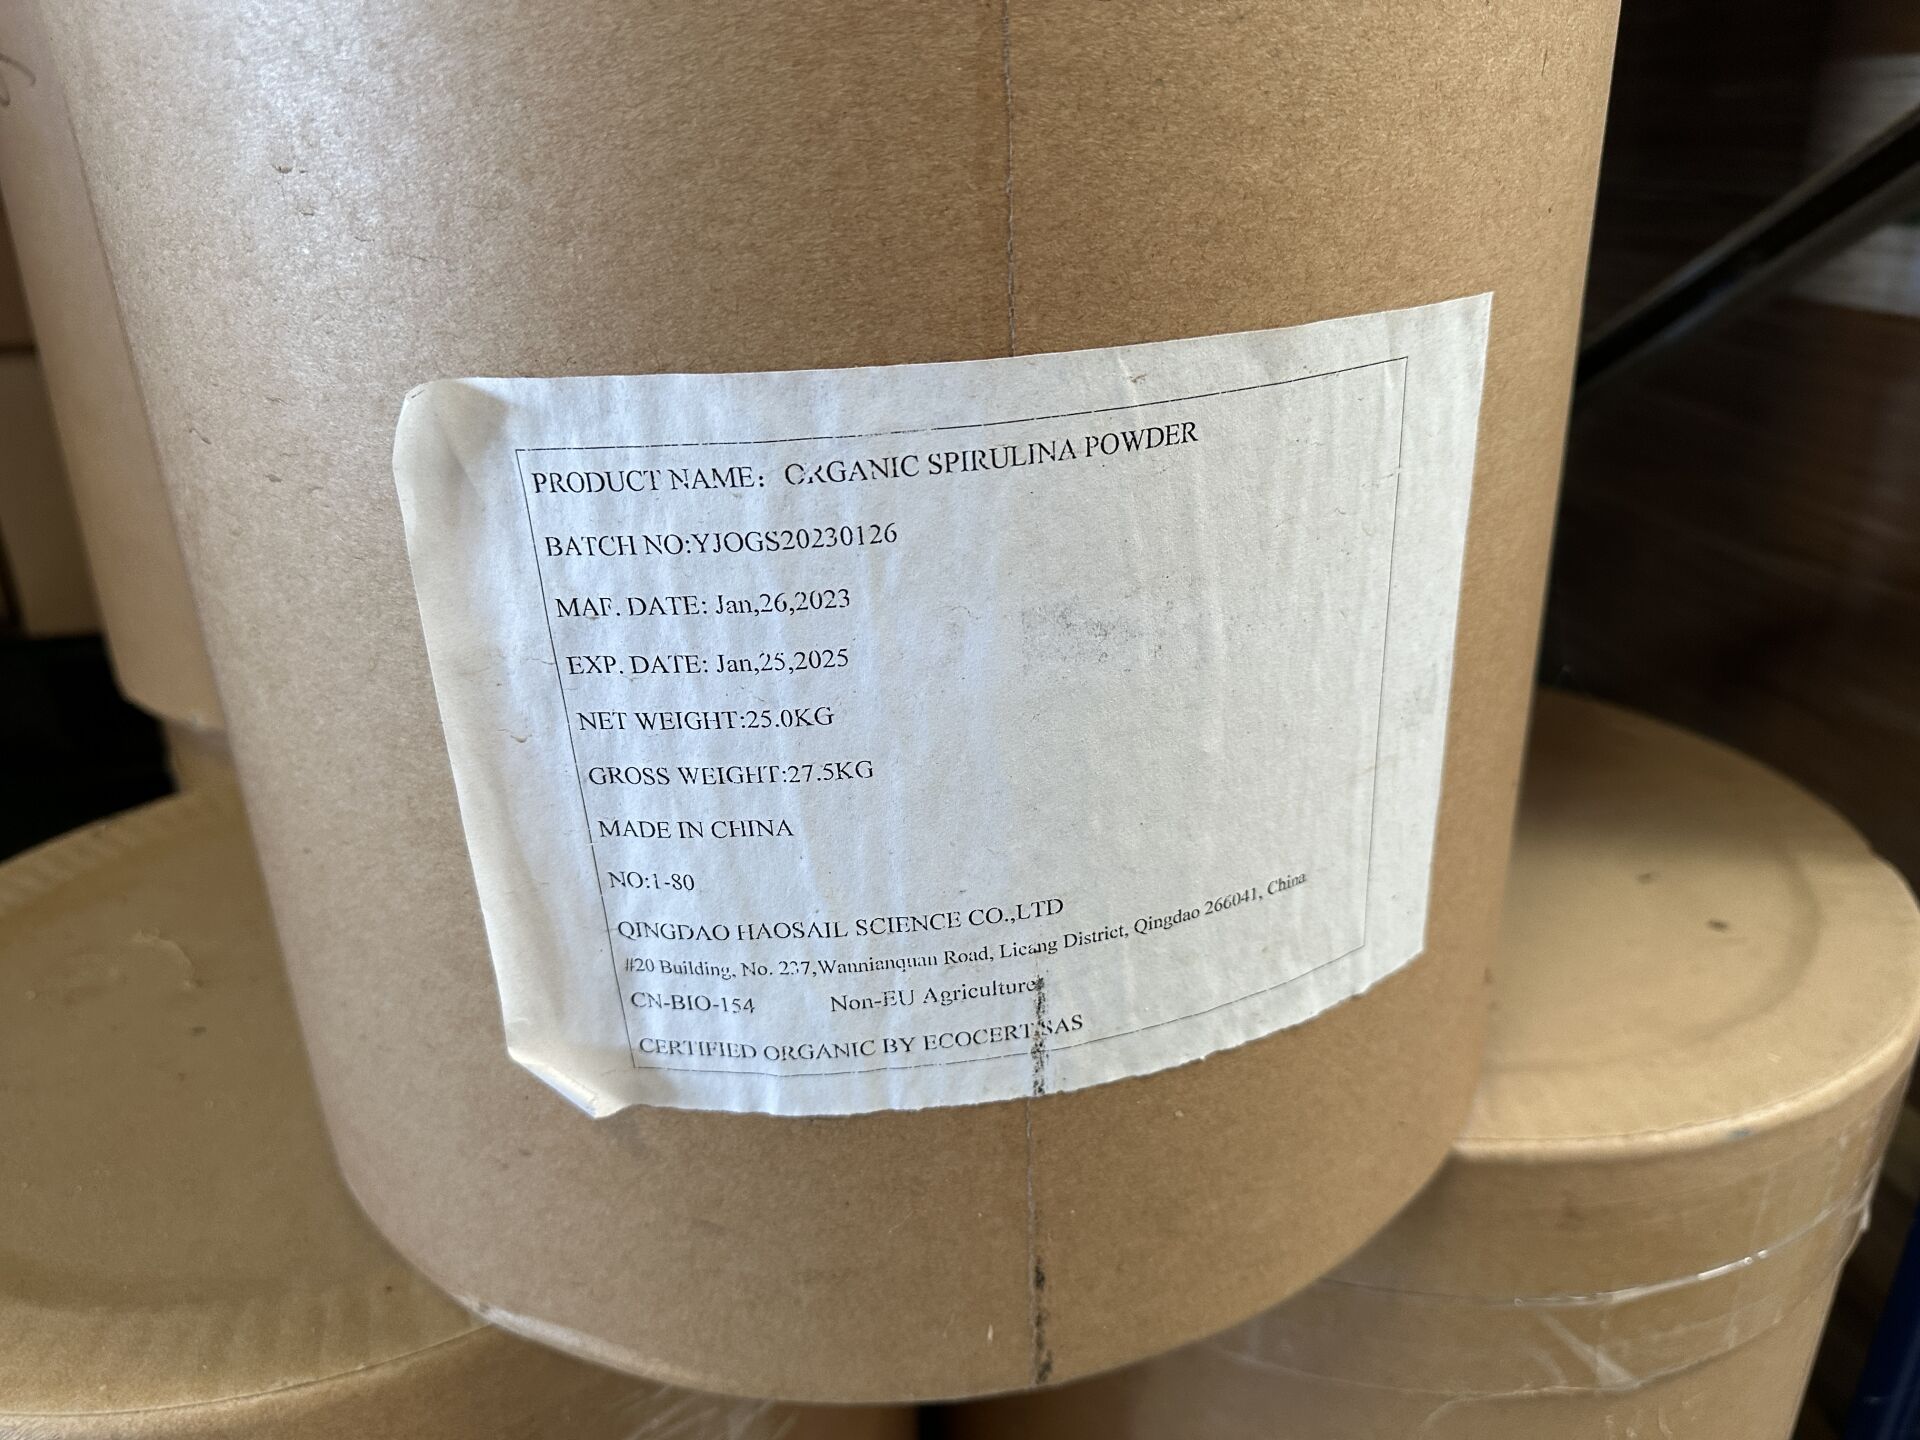 PRODUCT NAME： ORGANIC SPIRULINA POWDER
BATCH NO:YJOGS20230126
MAF. DATE: Jan,26,2023
EXP. DATE: Jan,25,2025
NET WEIGHT:25.0KG
GROSS WEIGHT:27.5KG
MADE IN CHINA
NO:1-80
QINGDAO HAOSAIL SCIENCE CO.,LTD
#20 Building, No. 237,Wannianquan Road, Licang District, Qingdao 266041, China
CN-BIO-154 Non-EU Agriculture
CERTIFIED ORGANIC BY ECOCERT SAS